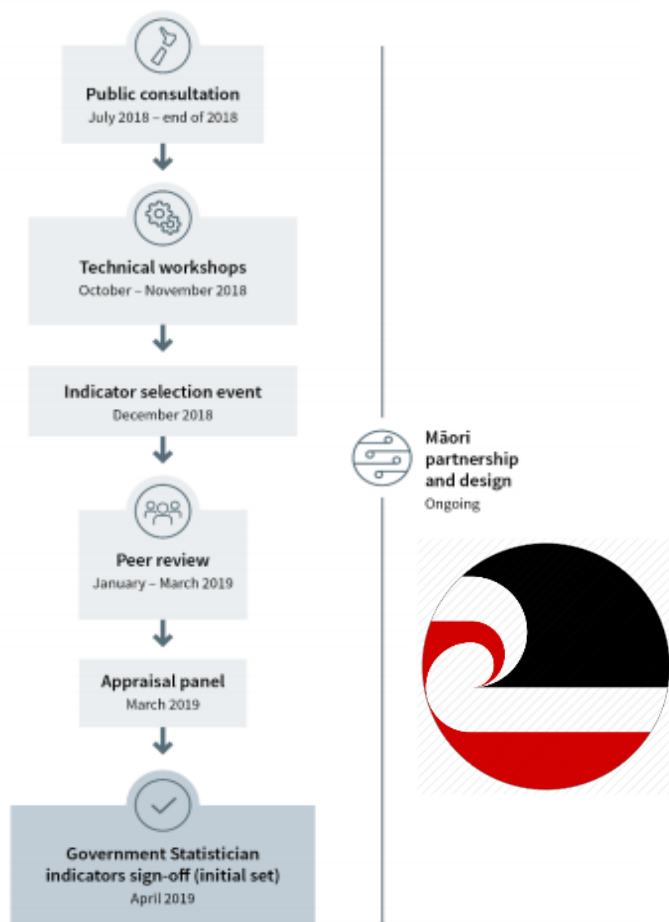 Public consultation
July 2018 – end of 2018
Technical workshops
October – November 2018
Indicator selection event
December 2018
Peer review
January – March 2019
Appraisal panel
March 2019
Government Statistician
indicators sign-off (initial set)
April 2019
Māori
partnership
and design
Ongoing